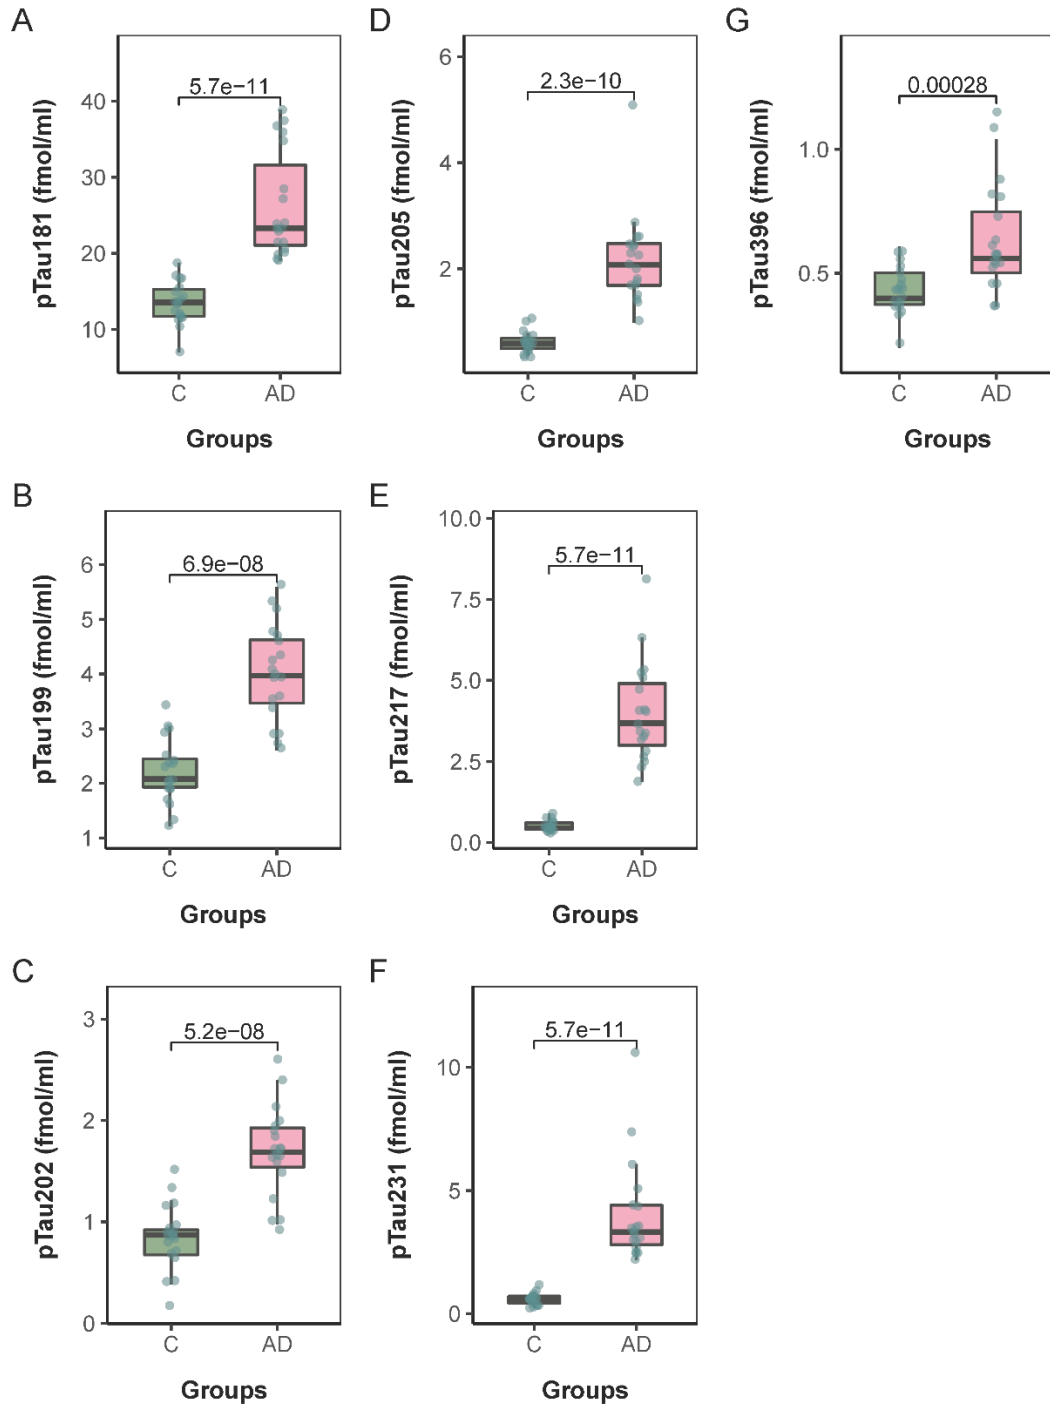 A
pTau181 (fmol/ml)
40
30
20
10
5.7e−11
C AD
Groups
D
pTau205 (fmol/ml)
6
4
2
2.3e−10
C AD
Groups
G
pTau396 (fmol/ml)
1.0
0.5
0.00028
C AD
Groups
B
pTau199 (fmol/ml)
6
5
4
3
2
1
6.9e−08
C AD
Groups
E
pTau217 (fmol/ml)
10.0
7.5
5.0
2.5
0.0
5.7e−11
C AD
Groups
C
pTau202 (fmol/ml)
3
2
1
0
5.2e−08
C AD
Groups
F
pTau231 (fmol/ml)
10
5
0
5.7e−11
C AD
Groups